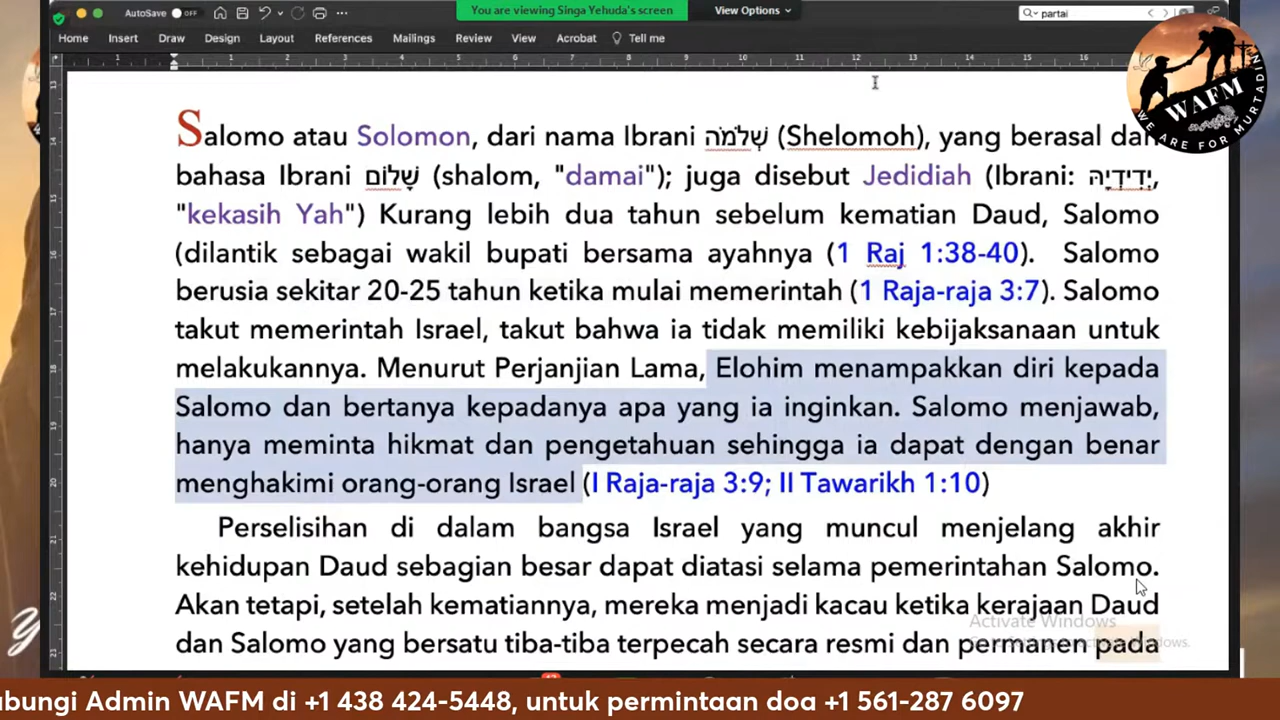 AutoSave OFF
You are viewing Singa Yehuda's screen
View Options
partai
Home Insert Draw Design Layout References Mailings Review View Acrobat Tell me
Salomo atau Solomon, dari nama Ibrani שְׁלֹמֹה (Shelomoh), yang berasal dari
bahasa Ibrani שָׁלוֹם (shalom, "damai"); juga disebut Jedidiah (Ibrani: יְדִידְיָהּ,
"kekasih Yah") Kurang lebih dua tahun sebelum kematian Daud, Salomo
(dilantik sebagai wakil bupati bersama ayahnya (1 Raj 1:38-40). Salomo
berusia sekitar 20-25 tahun ketika mulai memerintah (1 Raja-raja 3:7). Salomo
takut memerintah Israel, takut bahwa ia tidak memiliki kebijaksanaan untuk
melakukannya. Menurut Perjanjian Lama, Elohim menampakkan diri kepada
Salomo dan bertanya kepadanya apa yang ia inginkan. Salomo menjawab,
hanya meminta hikmat dan pengetahuan sehingga ia dapat dengan benar
menghakimi orang-orang Israel (I Raja-raja 3:9; II Tawarikh 1:10)
Perselisihan di dalam bangsa Israel yang muncul menjelang akhir
kehidupan Daud sebagian besar dapat diatasi selama pemerintahan Salomo.
Akan tetapi, setelah kematiannya, mereka menjadi kacau ketika kerajaan Daud
dan Salomo yang bersatu tiba-tiba terpecah secara resmi dan permanen pada
Activate Windows
WAFM
WE ARE FOR MURTADIN
ubungi Admin WAFM di +1 438 424-5448, untuk permintaan doa +1 561-287 6097